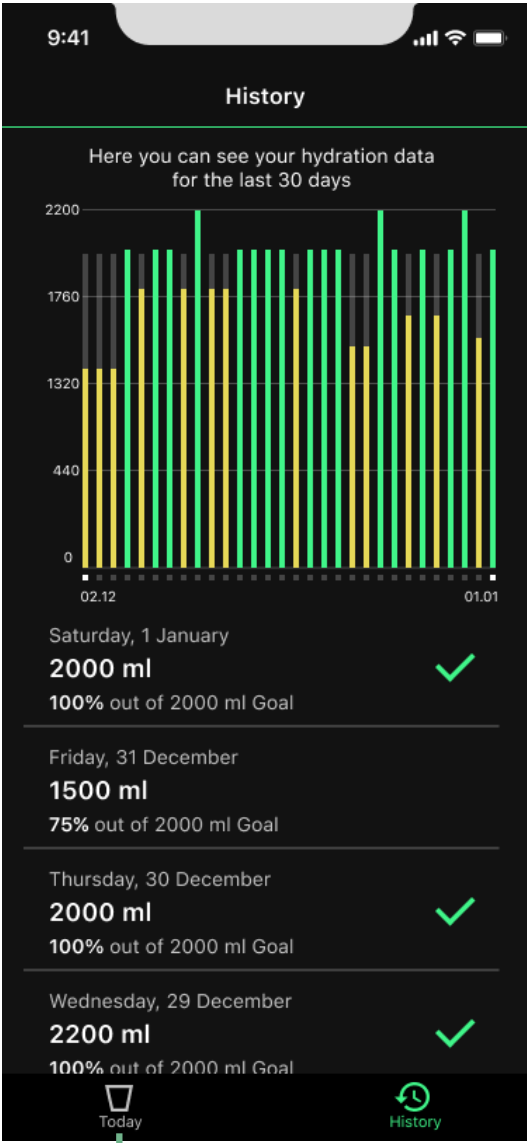 9:41
History
Here you can see your hydration data
for the last 30 days
2200
1760
1320
440
0
02.12
01.01
Saturday, 1 January
2000 ml
100% out of 2000 ml Goal
Friday, 31 December
1500 ml
75% out of 2000 ml Goal
Thursday, 30 December
2000 ml
100% out of 2000 ml Goal
Wednesday, 29 December
2200 ml
100% out of 2000 ml Goal
Today
History